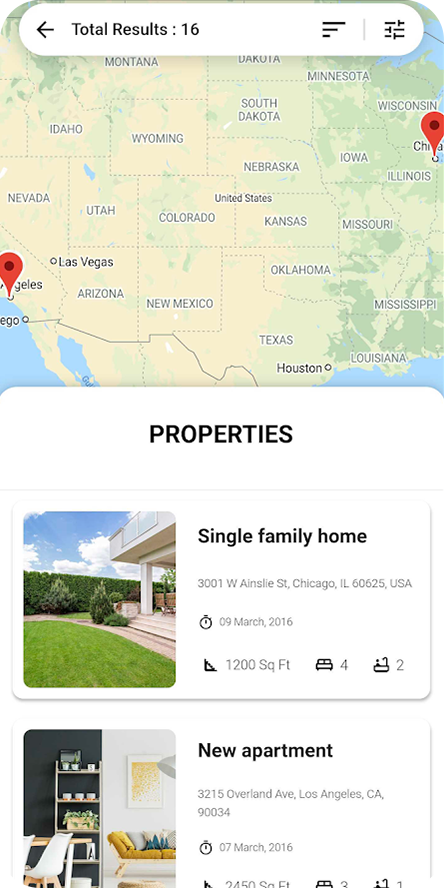 Total Results : 16
MONTANA
DAKOTA
MINNESOTA
SOUTH
DAKOTA
WISCONSIN
IDAHO
WYOMING
IOWA
NEBRASKA
ILLINOIS
NEVADA
United States
UTAH
COLORADO
KANSAS
MISSOURI
Las Vegas
OKLAHOMA
geles
ARIZONA
NEW MEXICO
MISSISSIPPI
ego
TEXAS
LOUISIANA
Houston
PROPERTIES
Single family home
3001 W Ainslie St, Chicago, IL 60625, USA
09 March, 2016
1200 Sq Ft 4 2
New apartment
3215 Overland Ave, Los Angeles, CA,
90034
07 March, 2016
2450 Sq Ft 3 1